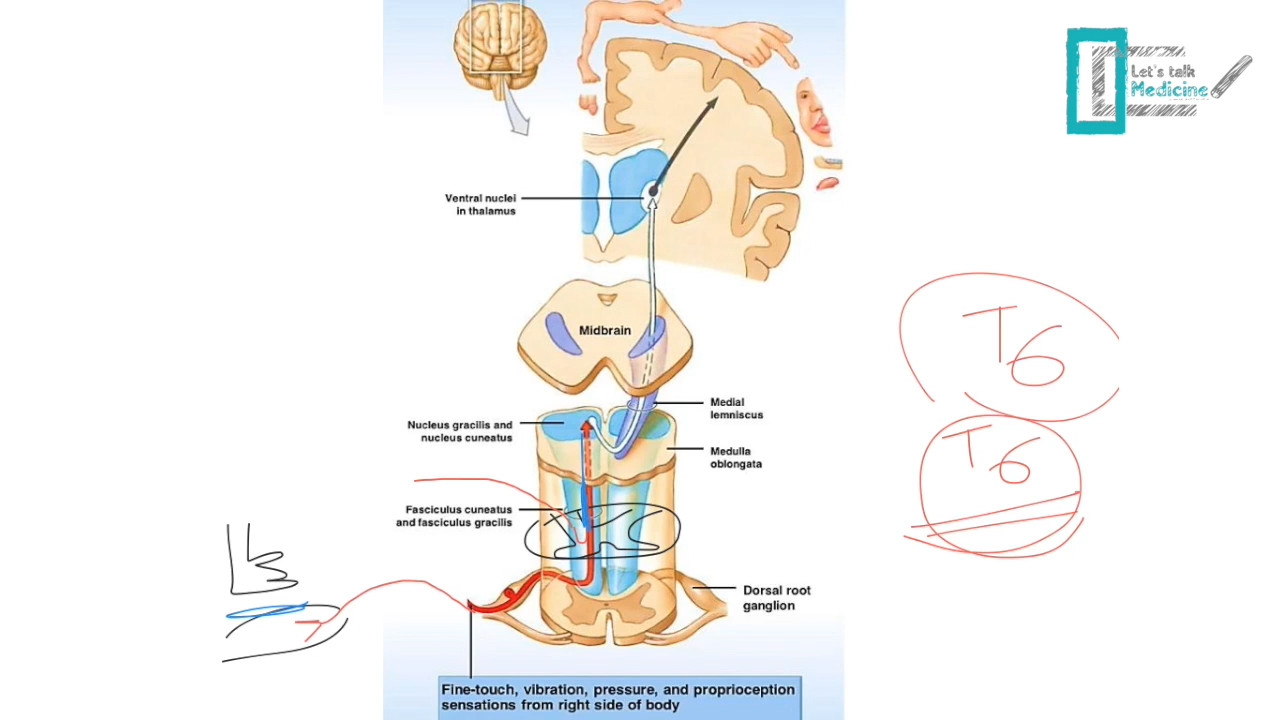 Let's talk
Medicine
Ventral nuclei
in thalamus
Midbrain
Medial
lemniscus
Nucleus gracilis and
nucleus cuneatus
Medulla
oblongata
Fasciculus cuneatus
and fasciculus gracilis
Dorsal root
ganglion
Fine-touch, vibration, pressure, and proprioception
sensations from right side of body
T6
T6